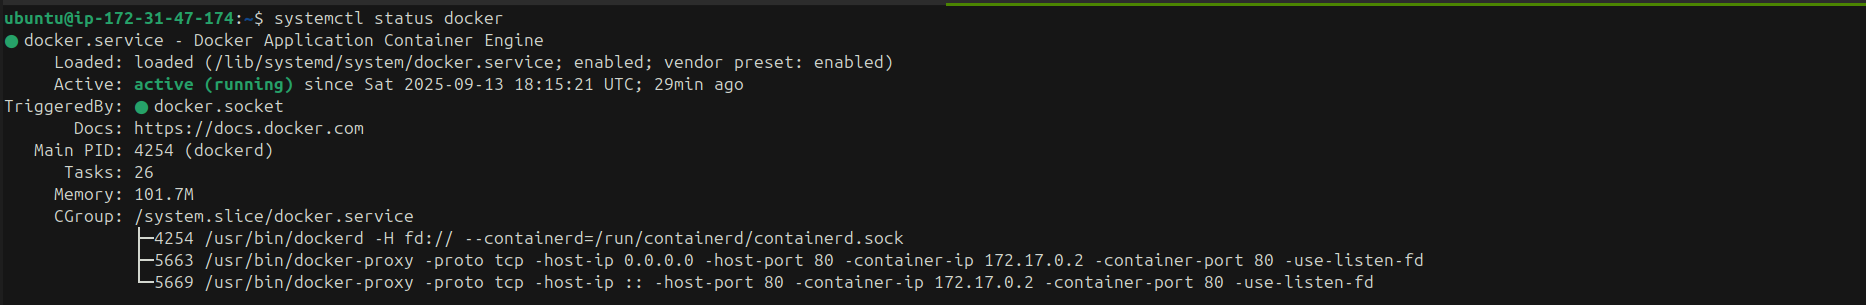 ubuntu@ip-172-31-47-174:~$ systemctl status docker
● docker.service - Docker Application Container Engine
     Loaded: loaded (/lib/systemd/system/docker.service; enabled; vendor preset: enabled)
     Active: active (running) since Sat 2025-09-13 18:15:21 UTC; 29min ago
TriggeredBy: ● docker.socket
       Docs: https://docs.docker.com
   Main PID: 4254 (dockerd)
      Tasks: 26
     Memory: 101.7M
     CGroup: /system.slice/docker.service
             ├─4254 /usr/bin/dockerd -H fd:// --containerd=/run/containerd/containerd.sock
             ├─5663 /usr/bin/docker-proxy -proto tcp -host-ip 0.0.0.0 -host-port 80 -container-ip 172.17.0.2 -container-port 80 -use-listen-fd
             └─5669 /usr/bin/docker-proxy -proto tcp -host-ip :: -host-port 80 -container-ip 172.17.0.2 -container-port 80 -use-listen-fd